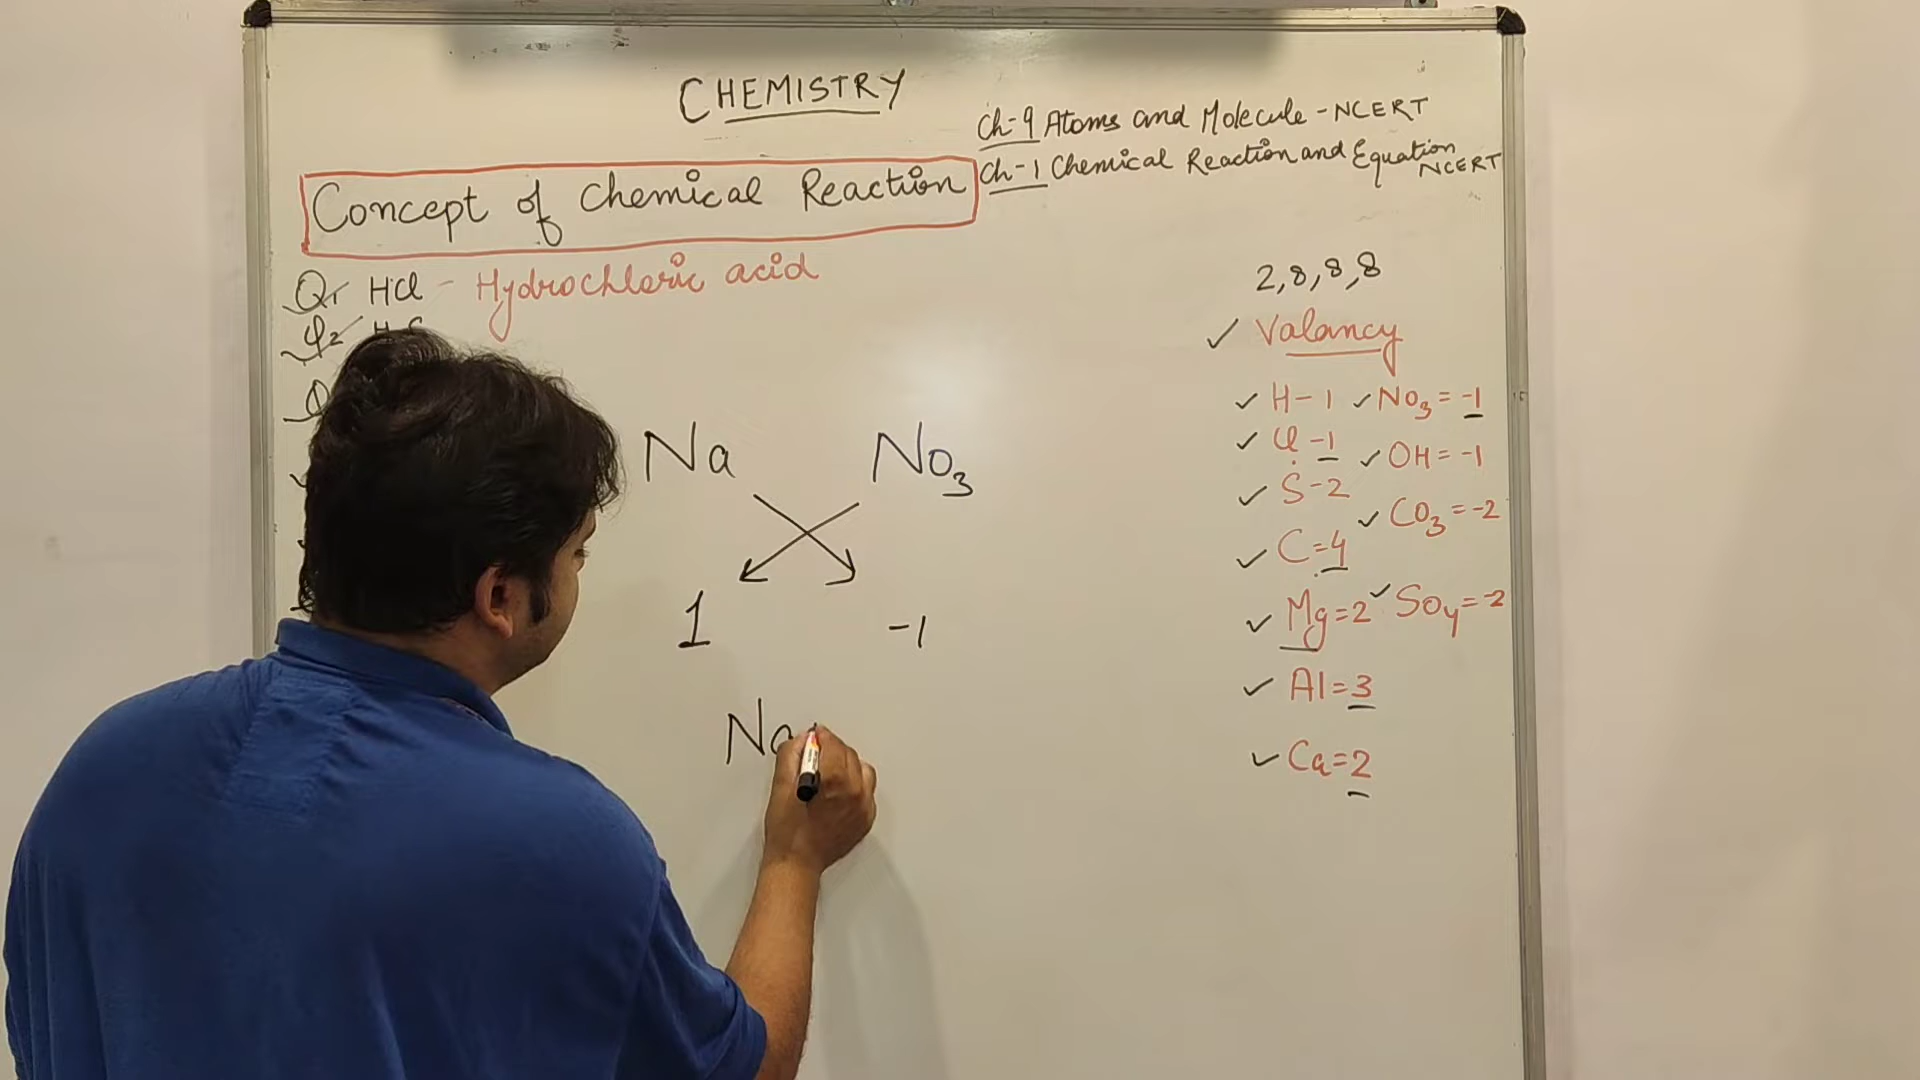 CHEMISTRY
Ch-9 Atoms and Molecule - NCERT
Ch-1 Chemical Reaction and Equation
NCERT
Concept of Chemical Reaction
Q1 HCl - Hydrochloric acid
Q2
2,8,8,8
✓ Valancy
✓ H-1 ✓ NO3 = -1
✓ Cl -1 ✓ OH = -1
✓ S-2 ✓ CO3 = -2
✓ C=4
✓ Mg=2 ✓ SO4 = -2
✓ Al=3
✓ Ca=2
Na NO3
1 -1
Na